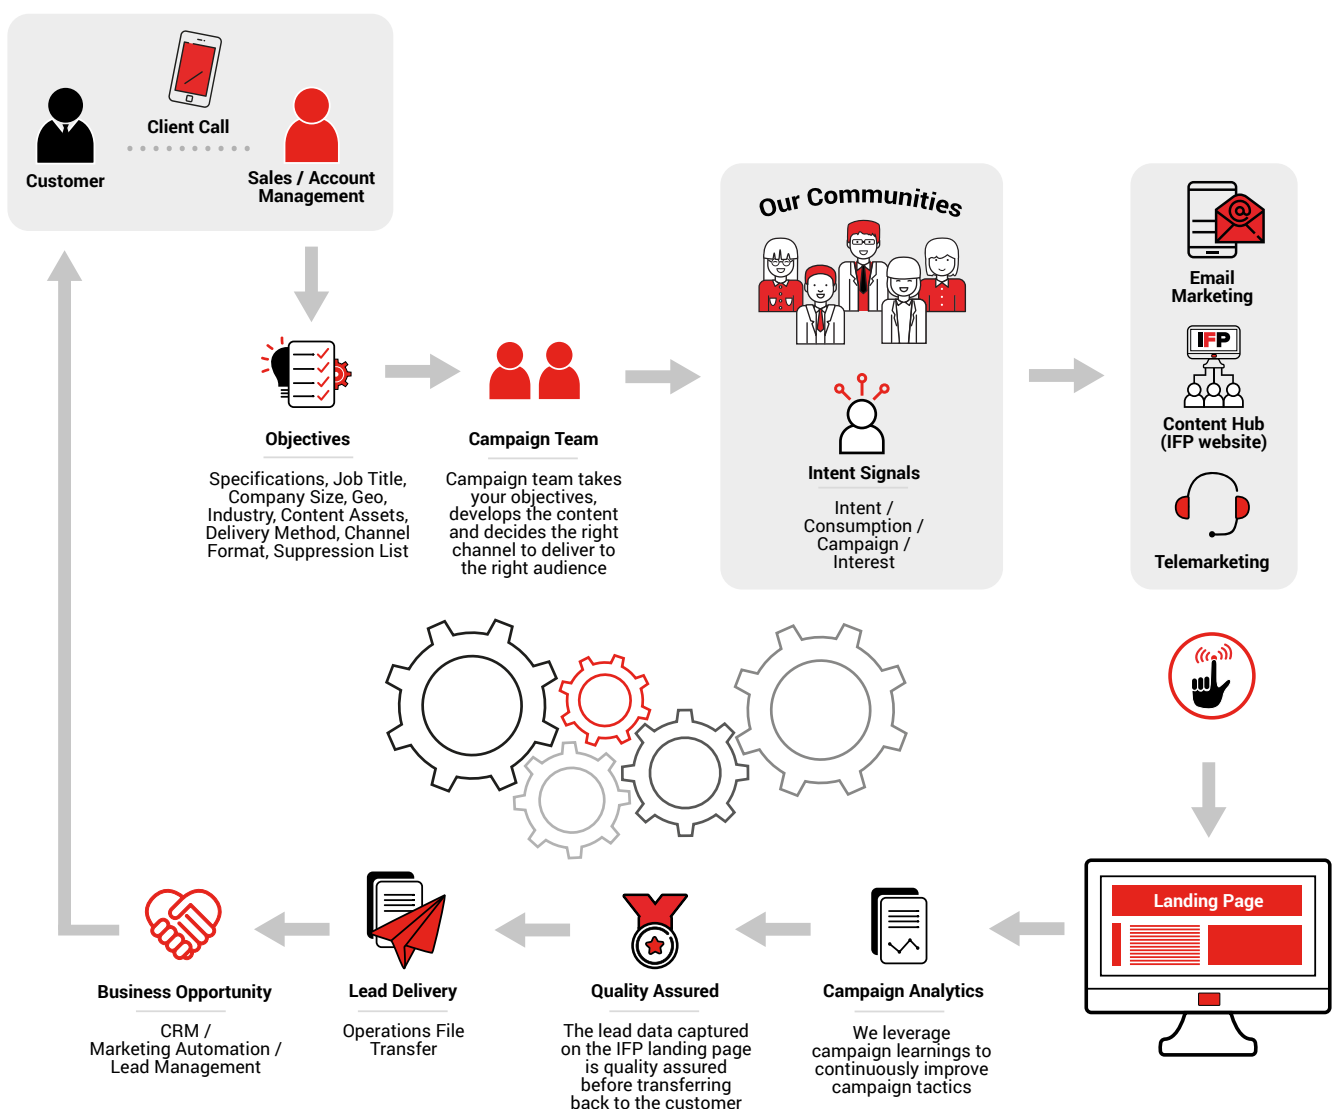 Client Call
Customer
Sales / Account
Management
Objectives
Specifications, Job Title,
Company Size, Geo,
Industry, Content Assets,
Delivery Method, Channel
Format, Suppression List
Campaign Team
Campaign team takes
your objectives,
develops the content
and decides the right
channel to deliver to
the right audience
Our Communities
Intent Signals
Intent /
Consumption /
Campaign /
Interest
@
Email
Marketing
IFP
Content Hub
(IFP website)
Telemarketing
Landing Page
Campaign Analytics
We leverage
campaign learnings to
continuously improve
campaign tactics
Quality Assured
The lead data captured
on the IFP landing page
is quality assured
before transferring
back to the customer
Lead Delivery
Operations File
Transfer
Business Opportunity
CRM /
Marketing Automation /
Lead Management